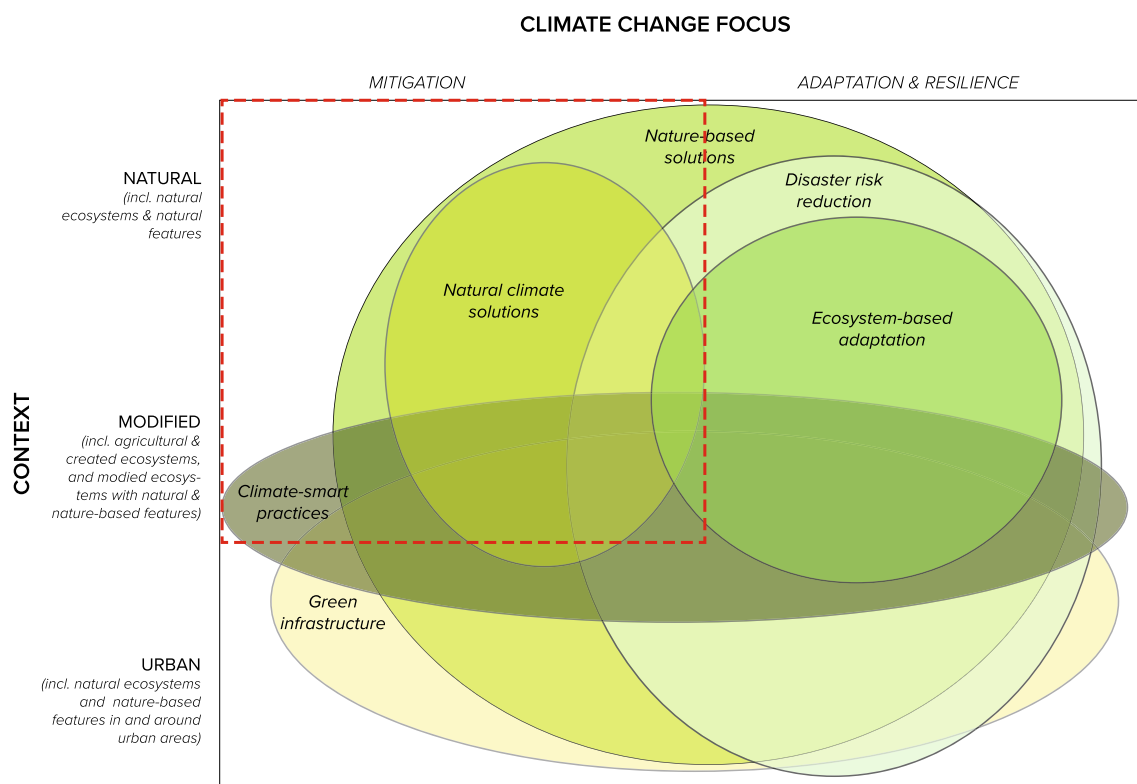 CLIMATE CHANGE FOCUS
MITIGATION
ADAPTATION & RESILIENCE
Nature-based
solutions
Disaster risk
reduction
NATURAL
(incl. natural
ecosystems & natural
features
Natural climate
solutions
Ecosystem-based
adaptation
CONTEXT
MODIFIED
(incl. agricultural &
created ecosystems,
and modied ecosys-
tems with natural &
nature-based features)
Climate-smart
practices
Green
infrastructure
URBAN
(incl. natural ecosystems
and nature-based
features in and around
urban areas)